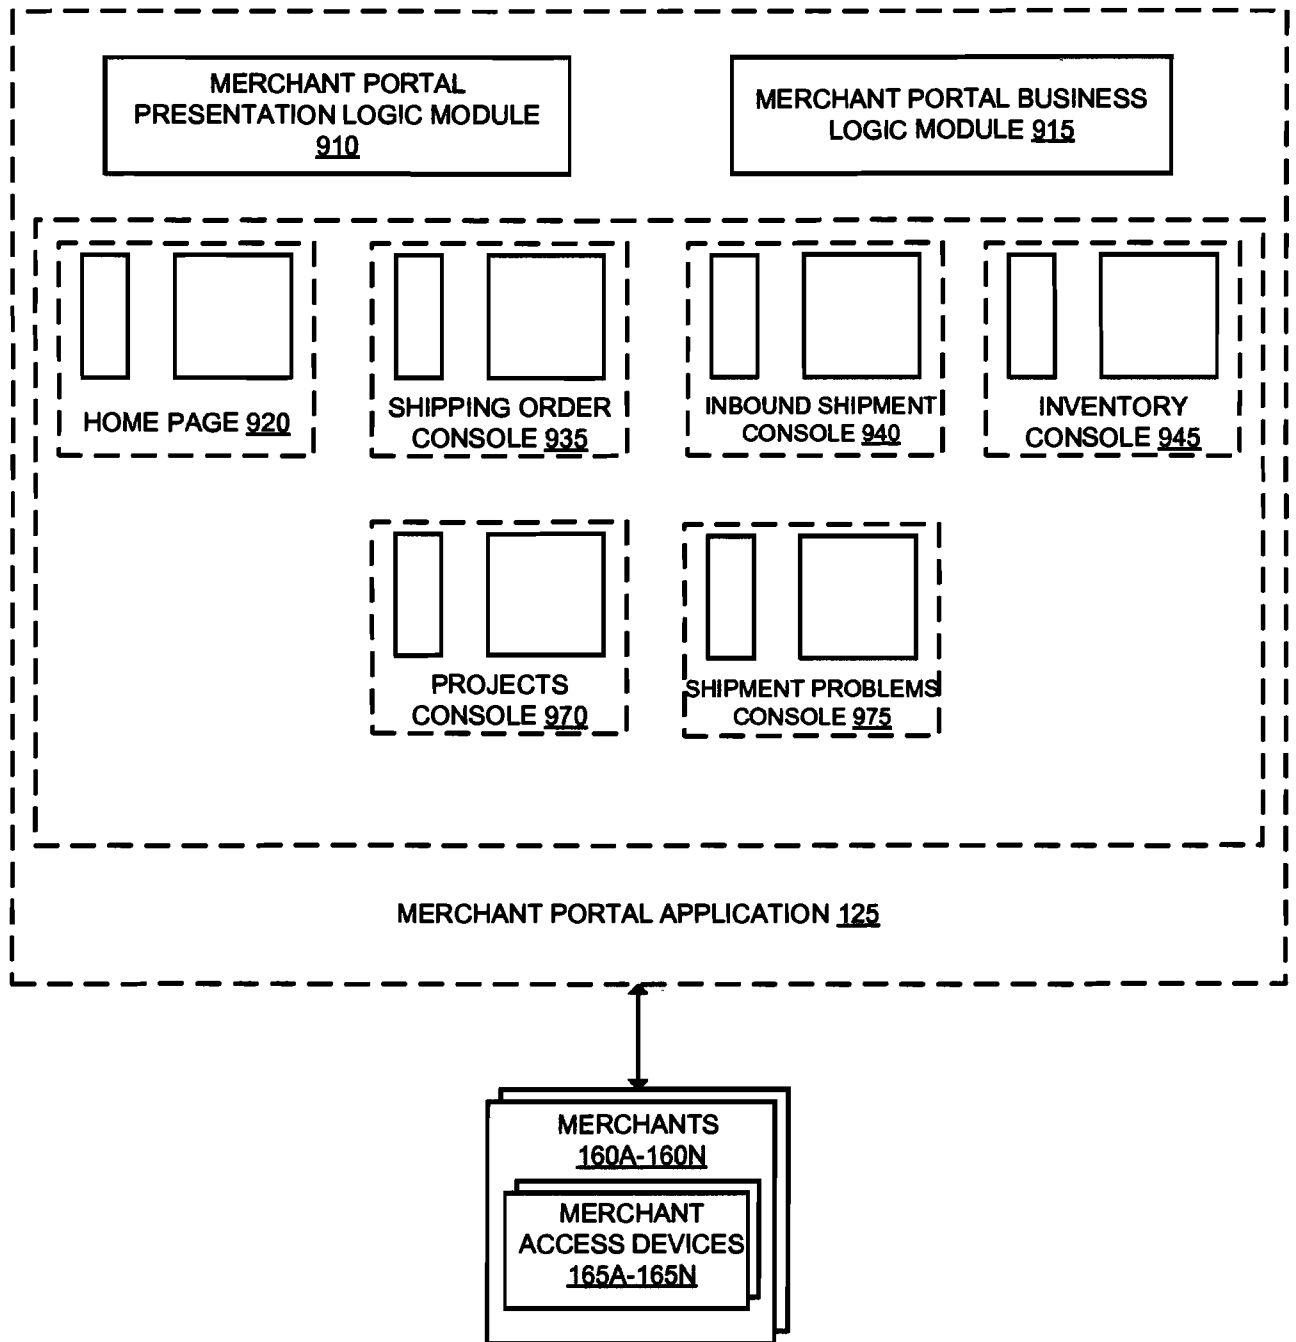 MERCHANT PORTAL
PRESENTATION LOGIC MODULE
910
MERCHANT PORTAL BUSINESS
LOGIC MODULE 915
HOME PAGE 920
SHIPPING ORDER
CONSOLE 935
INBOUND SHIPMENT
CONSOLE 940
INVENTORY
CONSOLE 945
PROJECTS
CONSOLE 970
SHIPMENT PROBLEMS
CONSOLE 975
MERCHANT PORTAL APPLICATION 125
MERCHANTS
160A-160N
MERCHANT
ACCESS DEVICES
165A-165N